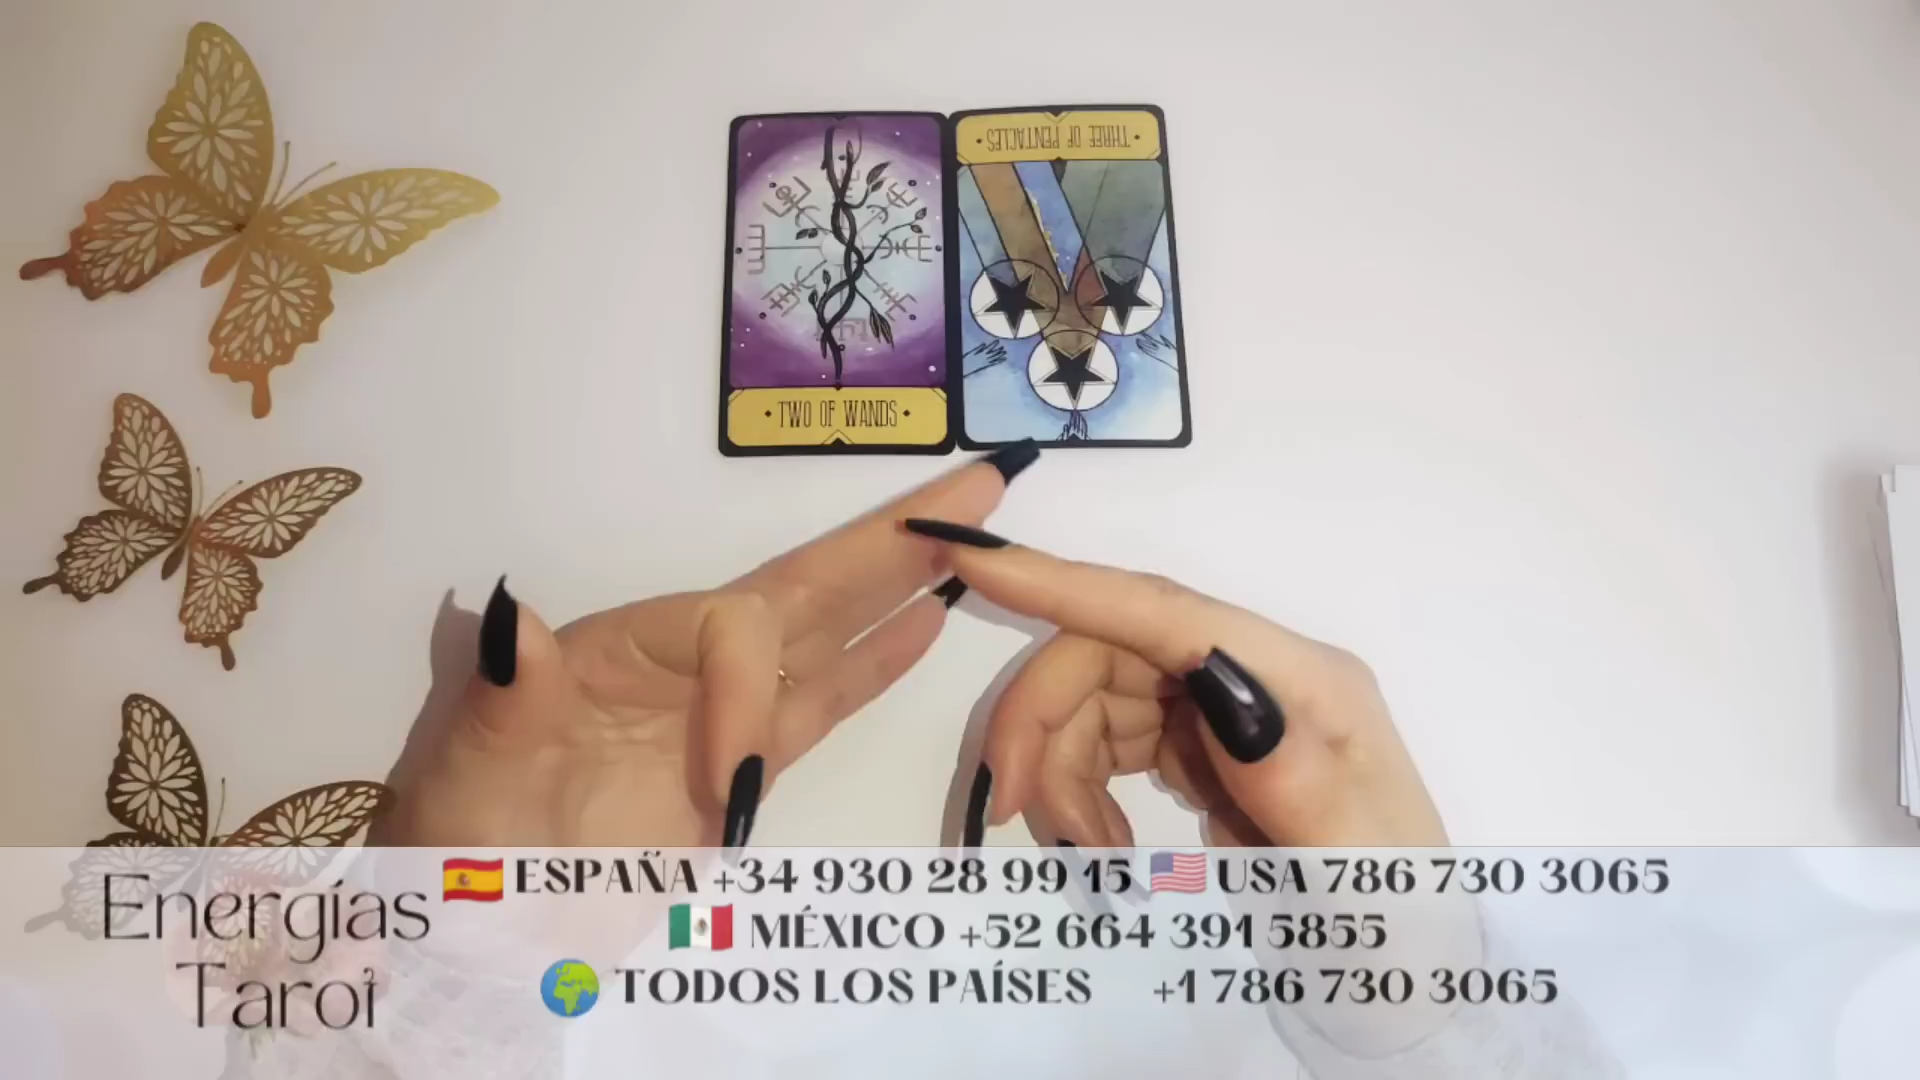 THREE OF PENTACLES
TWO OF WANDS
Energías
Tarot
ESPAÑA +34 930 28 99 15 USA 786 730 3065
MÉXICO +52 664 391 5855
TODOS LOS PAÍSES +1 786 730 3065